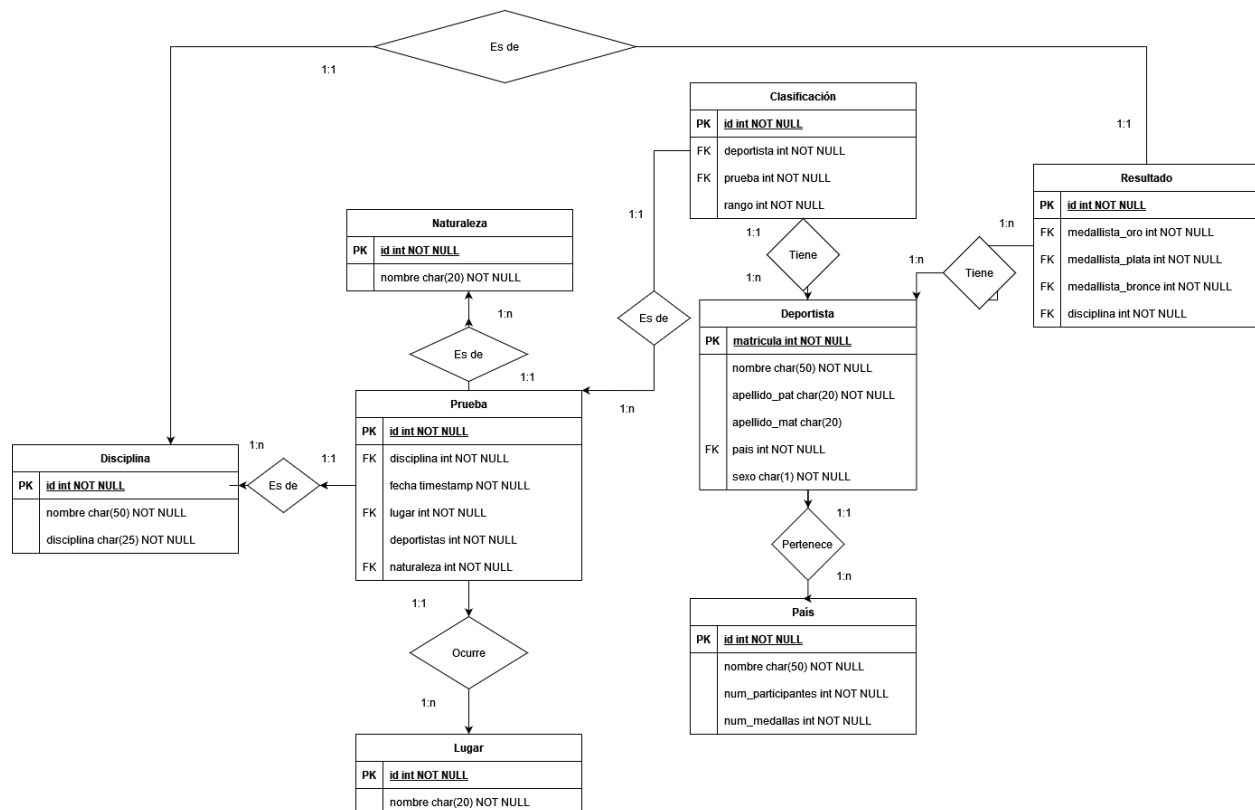 Es de
1:1
1:1
Clasificación
PK id int NOT NULL
FK deportista int NOT NULL
FK prueba int NOT NULL
rango int NOT NULL
1:1
Tiene
1:n
1:1
Es de
1:n
Resultado
PK id int NOT NULL
FK medallista_oro int NOT NULL
FK medallista_plata int NOT NULL
FK medallista_bronce int NOT NULL
FK disciplina int NOT NULL
1:n
Tiene
1:n
Naturaleza
PK id int NOT NULL
nombre char(20) NOT NULL
1:n
Es de
1:1
Deportista
PK matricula int NOT NULL
nombre char(50) NOT NULL
apellido_pat char(20) NOT NULL
apellido_mat char(20)
FK pais int NOT NULL
sexo char(1) NOT NULL
Prueba
PK id int NOT NULL
FK disciplina int NOT NULL
fecha timestamp NOT NULL
FK lugar int NOT NULL
deportistas int NOT NULL
FK naturaleza int NOT NULL
1:n
Es de
1:1
Disciplina
PK id int NOT NULL
nombre char(50) NOT NULL
disciplina char(25) NOT NULL
1:1
Pertenece
1:n
País
PK id int NOT NULL
nombre char(50) NOT NULL
num_participantes int NOT NULL
num_medallas int NOT NULL
1:1
Ocurre
1:n
Lugar
PK id int NOT NULL
nombre char(20) NOT NULL